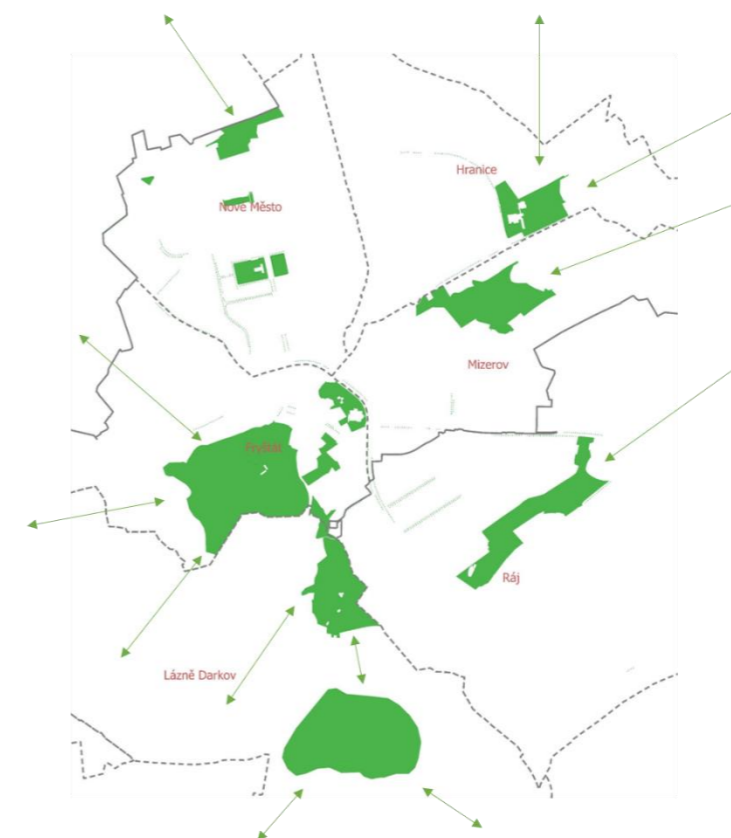 Hranice
Nové Město
Mizerov
Fryštát
Ráj
Lázně Darkov